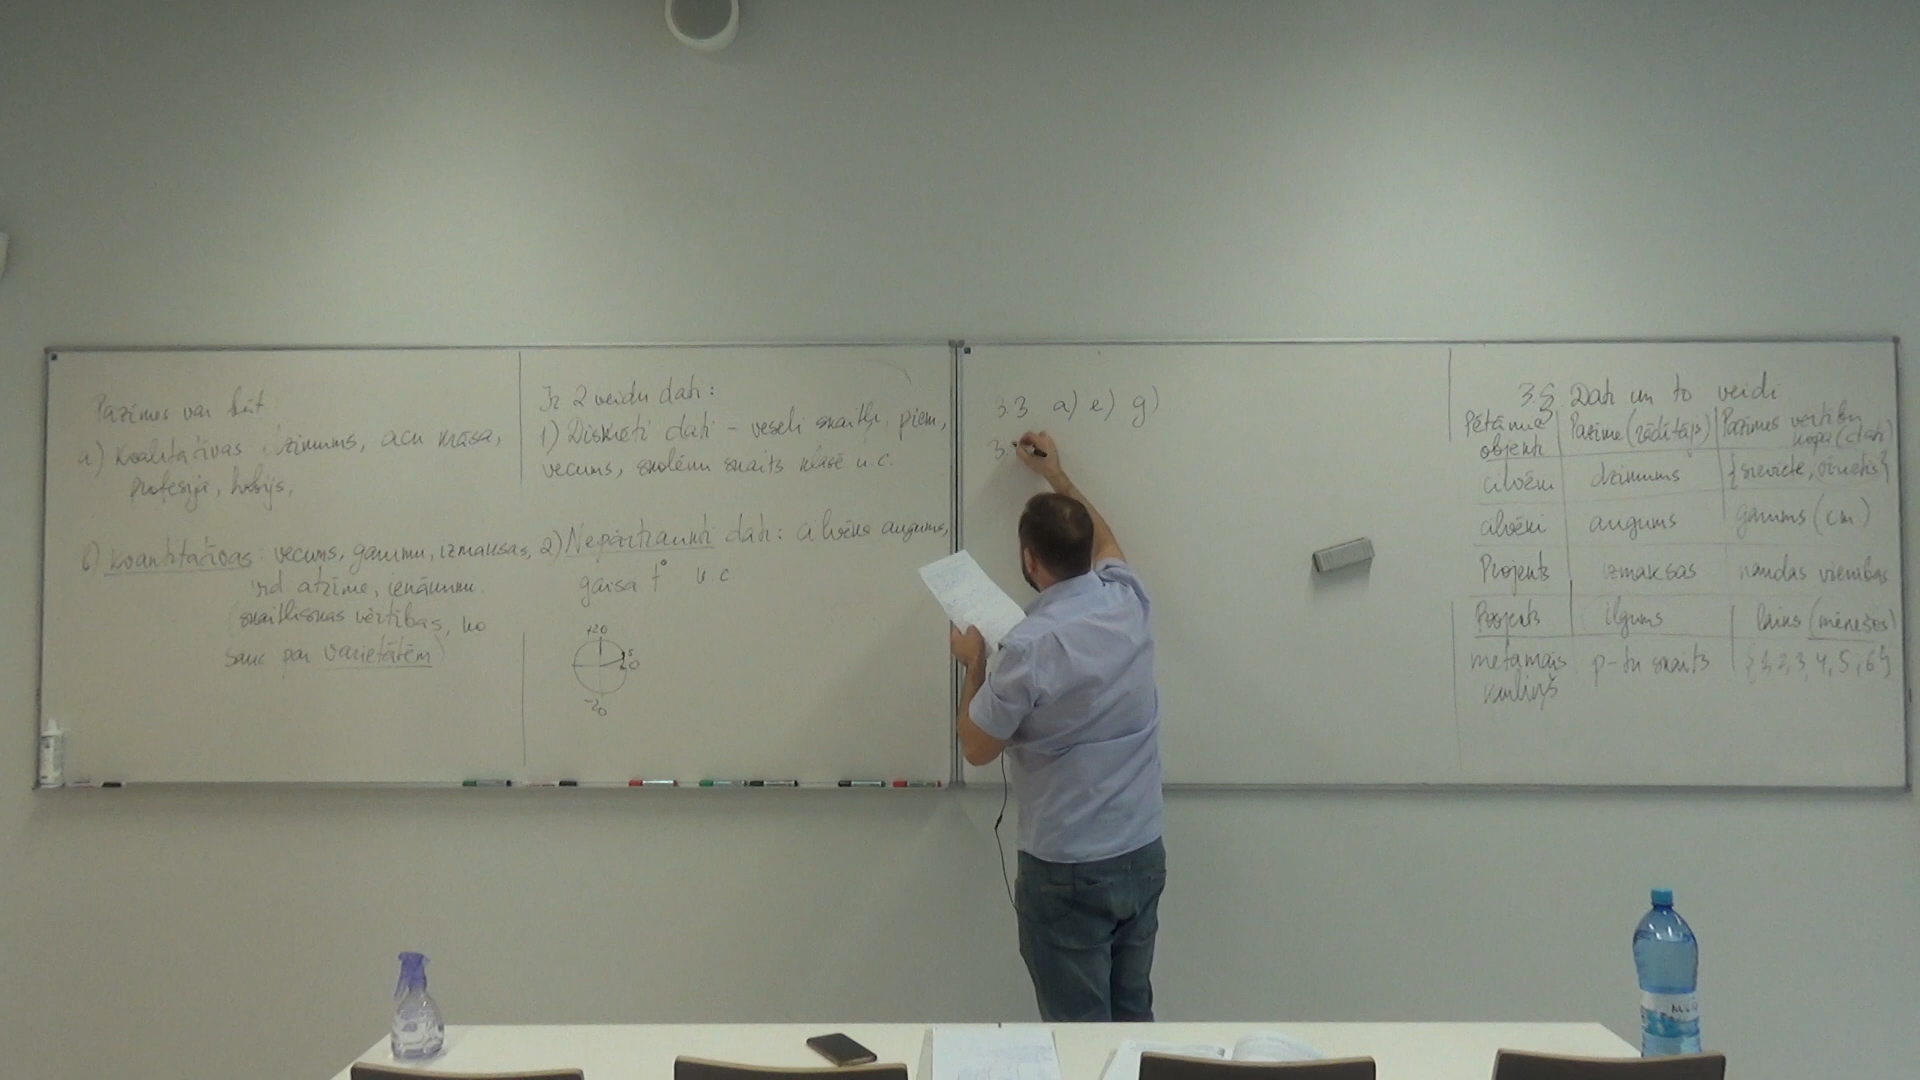 Pazīmes var būt
a) Kvalitatīvas dzimums, acu krāsa,
profesija, hobijs,
b) Kvantitatīvas: vecums, garums, izmaksas,
vid atzīme, ienākumi
(skaitliskas vērtības, ko
sauc par varietātēm)
Ir 2 veidu dati:
1) Diskrēti dati - veseli skaitļi, piem,
vecums, skolēnu skaits klasē u.c.
2) Nepārtraukti dati: cilvēka augums,
gaisa t° u.c
+20
20
-20
3.3 a) e) g)
3.
3.§ Dati un to veidi
Pētāmie objekti | Pazīme (rādītājs) | Pazīmes vērtību kopa (dati)
cilvēki | dzimums | {sieviete, vīrietis}
cilvēki | augums | garums (cm)
Projekts | izmaksas | naudas vienības
Projekts | ilgums | laiks (mēnešos)
metamais kauliņš | p-tu skaits | {1, 2, 3, 4, 5, 6}